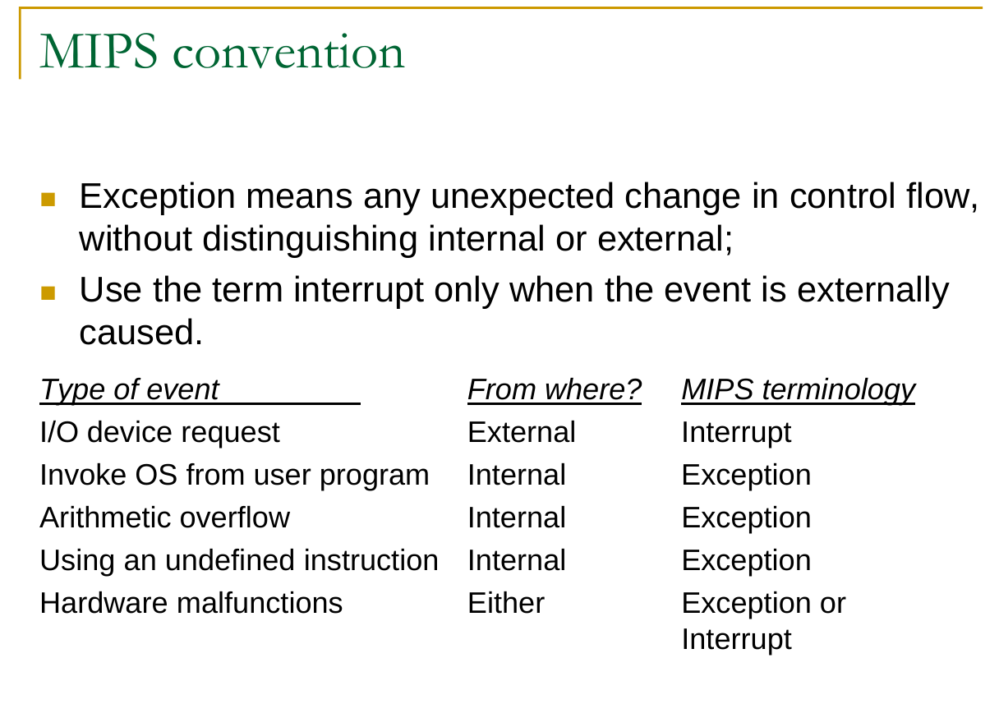 MIPS convention
Exception means any unexpected change in control flow,
without distinguishing internal or external;
Use the term interrupt only when the event is externally
caused.
Type of event From where? MIPS terminology
I/O device request External Interrupt
Invoke OS from user program Internal Exception
Arithmetic overflow Internal Exception
Using an undefined instruction Internal Exception
Hardware malfunctions Either Exception or
Interrupt